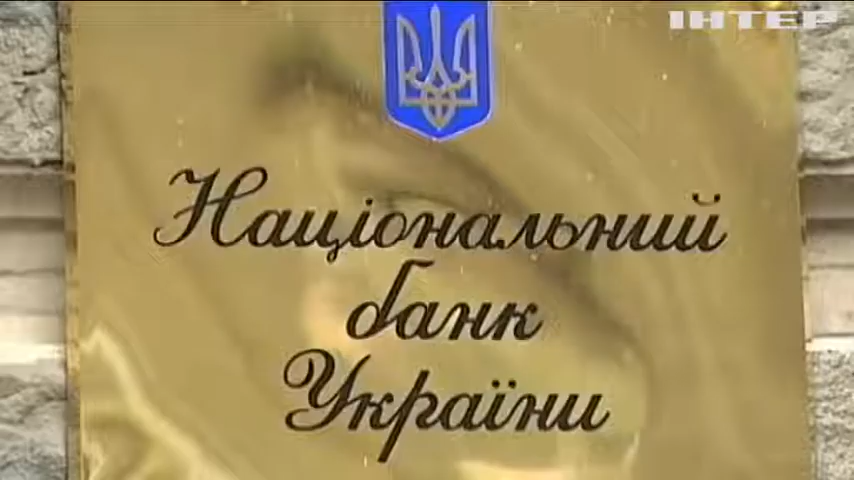 ІНТЕР
Національний
банк
України